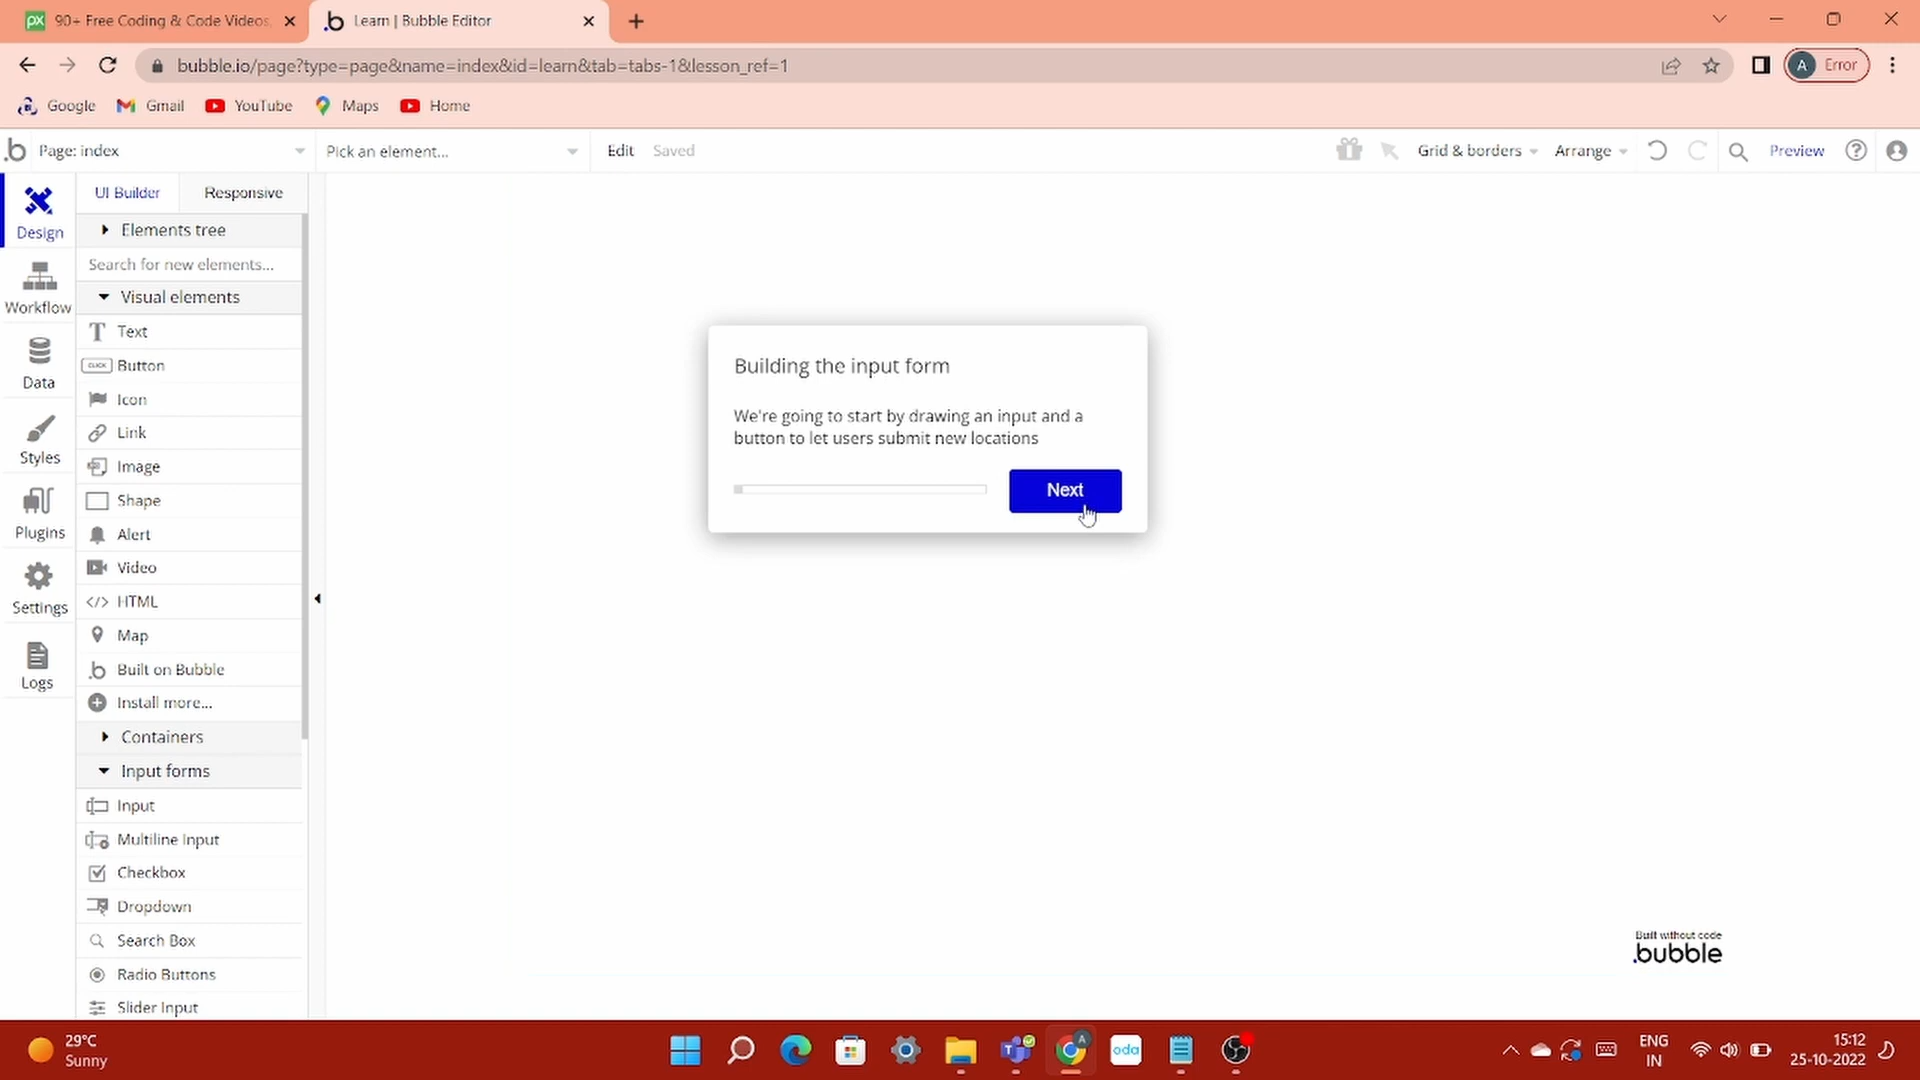 90+ Free Coding & Code Videos
Learn | Bubble Editor
bubble.io/page?type=page&name=index&id=learn&tab=tabs-1&lesson_ref=1
A Error
Google Gmail YouTube Maps Home
Page: index Pick an element... Edit Saved Grid & borders Arrange Preview
UI Builder Responsive
Design
Elements tree
Search for new elements...
Visual elements
Workflow
Text
Button
Data
Icon
Link
Styles
Image
Shape
Plugins
Alert
Video
Settings
HTML
Map
Logs
Built on Bubble
Install more...
Containers
Input forms
Input
Multiline Input
Checkbox
Dropdown
Search Box
Radio Buttons
Slider Input
Building the input form
We're going to start by drawing an input and a
button to let users submit new locations
Next
Built without code
.bubble
29°C
Sunny
oda
ENG
IN
15:12
25-10-2022